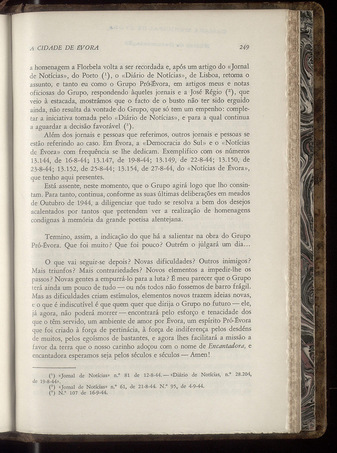 A CIDADE DE ÉVORA 249
a homenagem a Florbela volta a ser recordada e, após um artigo do «Jornal
de Notícias», do Porto (¹), o «Diário de Notícias», de Lisboa, retoma o
assunto, e tanto eu como o Grupo Pró-Évora, em artigos meus e notas
oficiosas do Grupo, respondendo àqueles jornais e a José Régio (²), que
veio à estacada, mostrámos que o facto de o busto não ter sido erguido
ainda, não resulta da vontade do Grupo, que só tem um empenho: comple-
tar a iniciativa tomada pelo «Diário de Notícias», e para a qual continua
a aguardar a decisão favorável (³).
Além dos jornais e pessoas que referimos, outros jornais e pessoas se
estão referindo ao caso. Em Évora, a «Democracia do Sul» e o «Notícias
de Évora» com frequência se lhe dedicam. Exemplifico com os números
13.144, de 16-8-44; 13.147, de 19-8-44; 13.149, de 22-8-44; 13.150, de
23-8-44; 13.152, de 25-8-44; 13.154, de 27-8-44, do «Notícias de Évora»,
que tenho aqui presentes.
Está assente, neste momento, que o Grupo agirá logo que lho consin-
tam. Para tanto, continua, conforme as suas últimas deliberações em meados
de Outubro de 1944, a diligenciar que tudo se resolva a bem dos desejos
acalentados por tantos que pretendem ver a realização de homenagens
condignas à memória da grande poetisa alentejana.
Termino, assim, a indicação do que há a salientar na obra do Grupo
Pró-Évora. Que foi muito? Que foi pouco? Outrém o julgará um dia...
O que vai seguir-se depois? Novas dificuldades? Outros inimigos?
Mais triunfos? Mais contrariedades? Novos elementos a impedir-lhe os
passos? Novas gentes a empurrá-lo para a luta? É meu parecer que o Grupo
terá ainda um pouco de tudo — ou nós todos não fôssemos de barro frágil.
Mas as dificuldades criam estímulos, elementos novos trazem ideias novas,
e o que é indiscutível é que quem quer que dirija o Grupo no futuro — ele,
já agora, não poderá morrer — encontrará pelo esforço e tenacidade dos
que o têm servido, um ambiente de amor por Évora, um espírito Pró-Évora
que foi criado à força de pertinácia, à força de indiferença pelos desdéns
de muitos, pelos egoísmos de bastantes, e agora lhes facilitará a missão a
favor da terra que o nosso carinho adoçou com o nome de Encantadora, e
encantadora esperamos seja pelos séculos e séculos — Amen!
(¹) «Jornal de Notícias» n.º 81 de 12-8-44. — «Diário de Notícias, n.º 28.204,
de 19-8-44».
(²) «Jornal de Notícias» n.º 61, de 21-8-44. N.º 95, de 4-9-44.
(³) N.º 107 de 16-9-44.